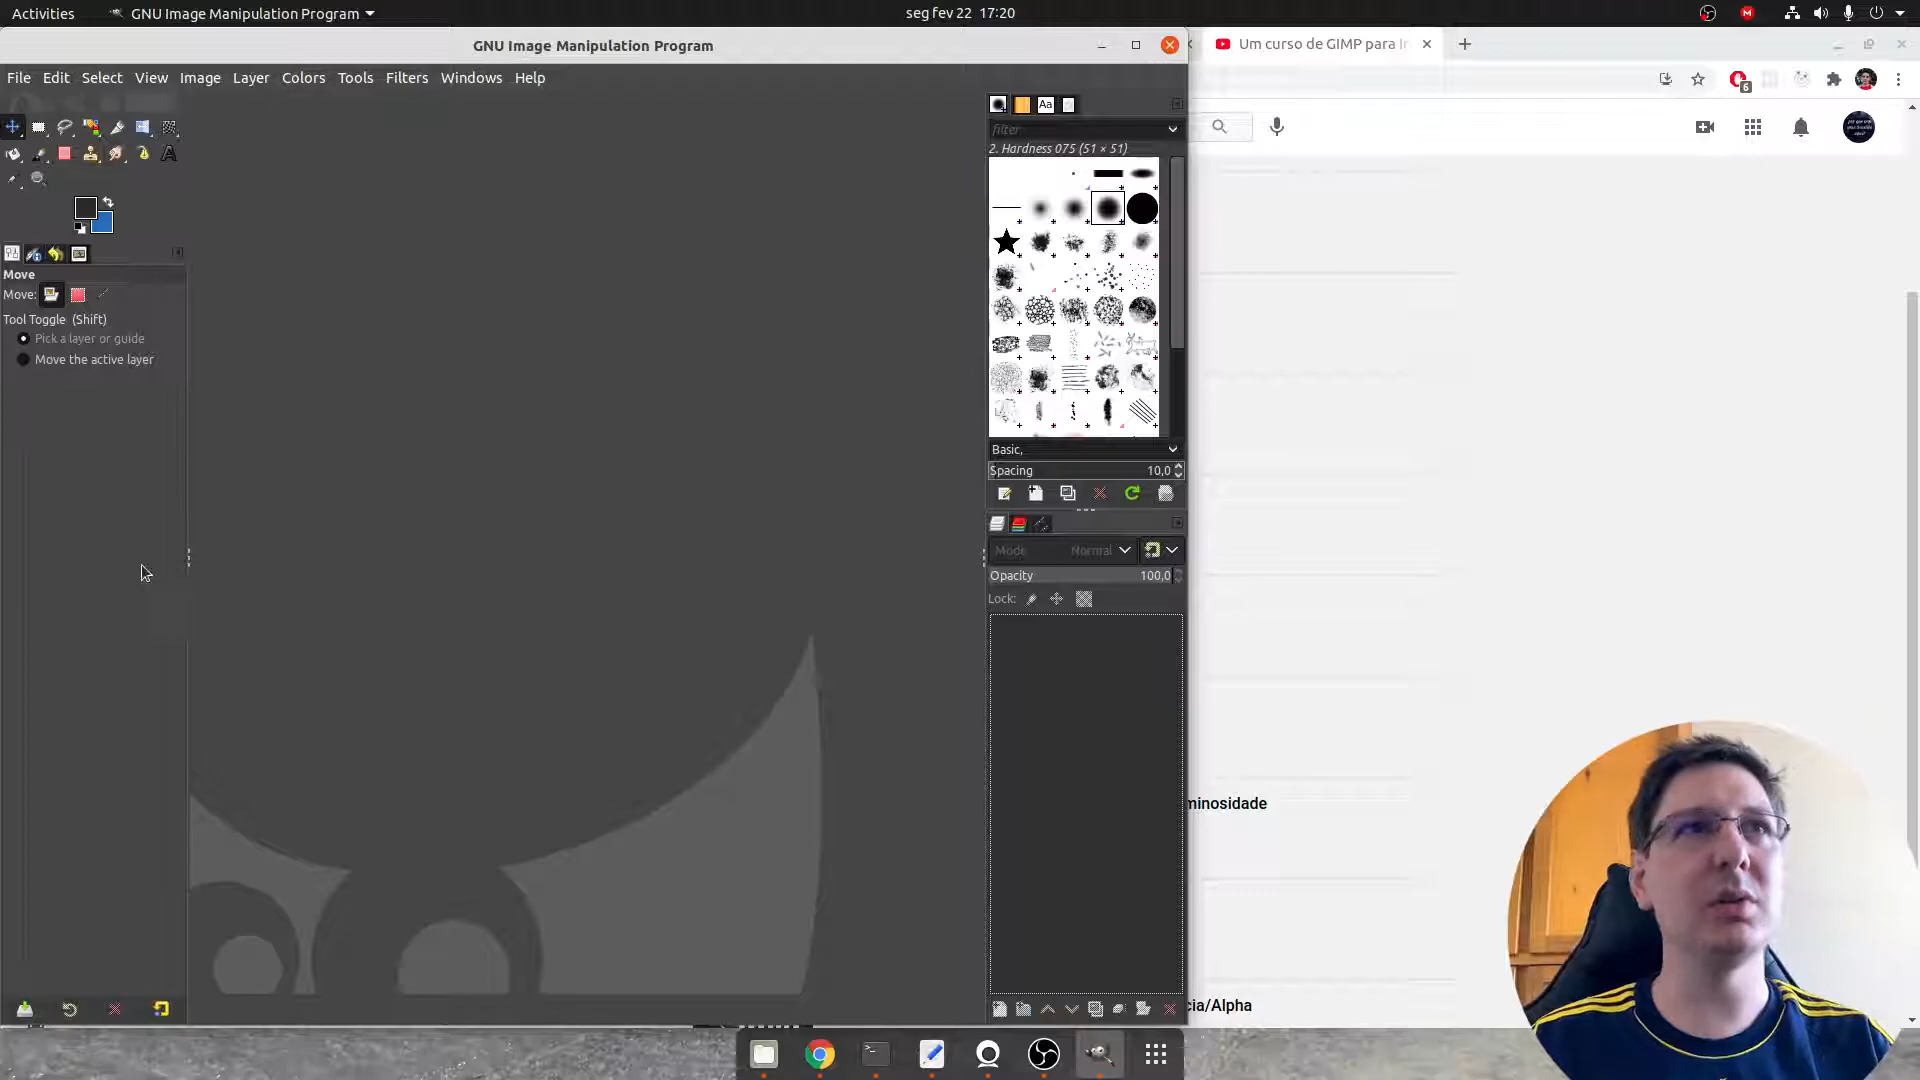 Activities
GNU Image Manipulation Program
seg fev 22 17:20
GNU Image Manipulation Program
Um curso de GIMP para In
File Edit Select View Image Layer Colors Tools Filters Windows Help
6
filter
2. Hardness 075 (51 × 51)
Move
Move:
Tool Toggle (Shift)
Pick a layer or guide
Move the active layer
Basic,
Spacing 10,0
Mode Normal
Opacity 100,0
Lock:
minosidade
cia/Alpha